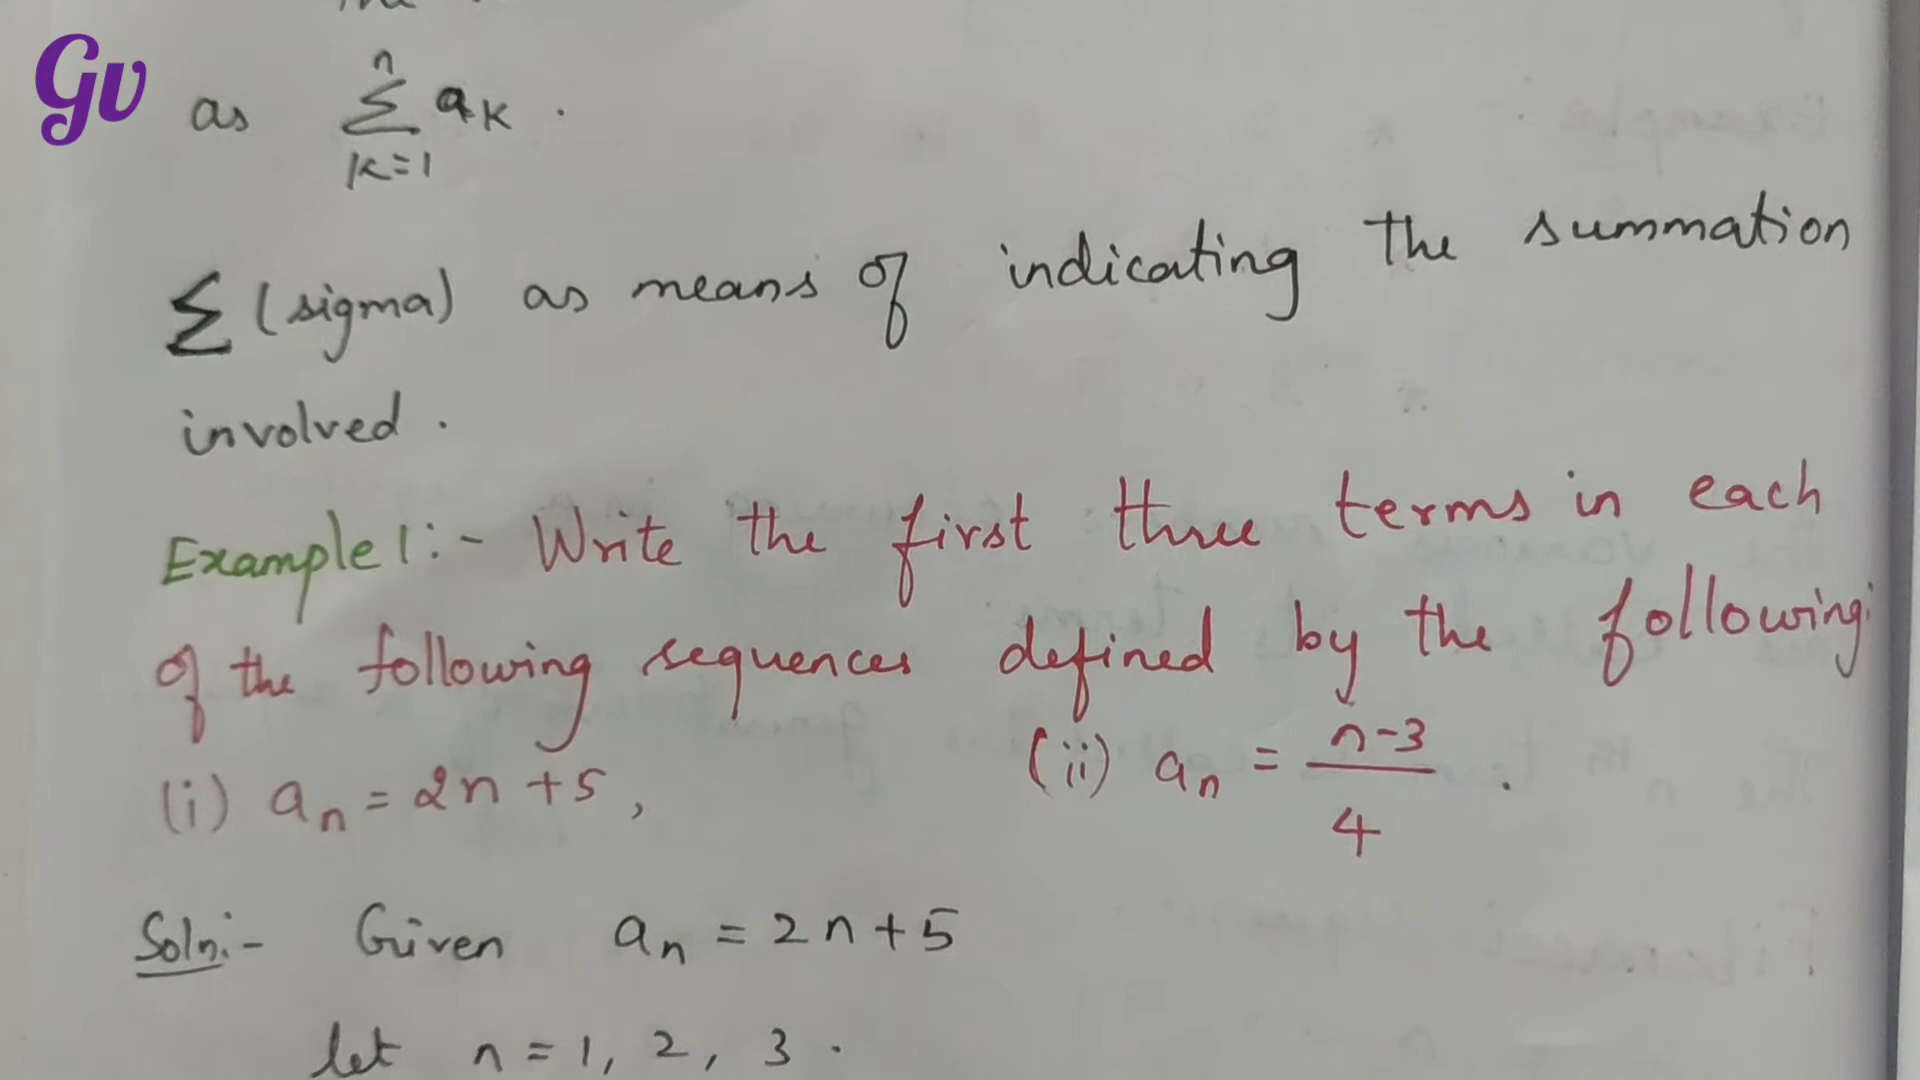 Gv
as \sum_{k=1}^{n} a_k .
Σ (sigma) as means of indicating the summation
involved .
Example 1:- Write the first three terms in each
of the following sequences defined by the following:
(i) a_n = 2n + 5 , (ii) a_n = \frac{n-3}{4} .
Soln:- Given a_n = 2n + 5
let n = 1, 2, 3 .